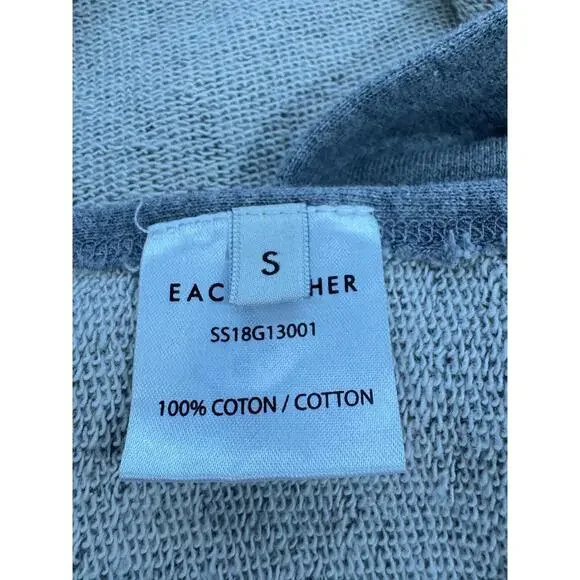 S
EAC HER
SS18G13001
100% COTON / COTTON